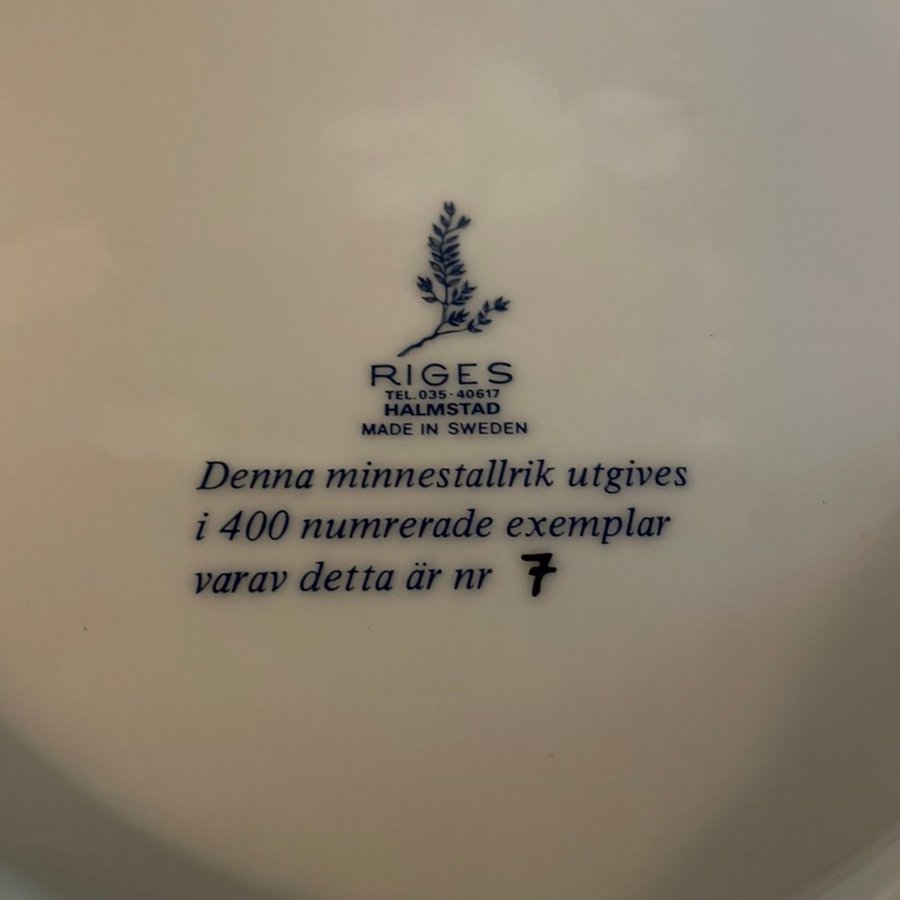 RIGES
TEL. 035·40617
HALMSTAD
MADE IN SWEDEN
Denna minnestallrik utgives
i 400 numrerade exemplar
varav detta är nr 7